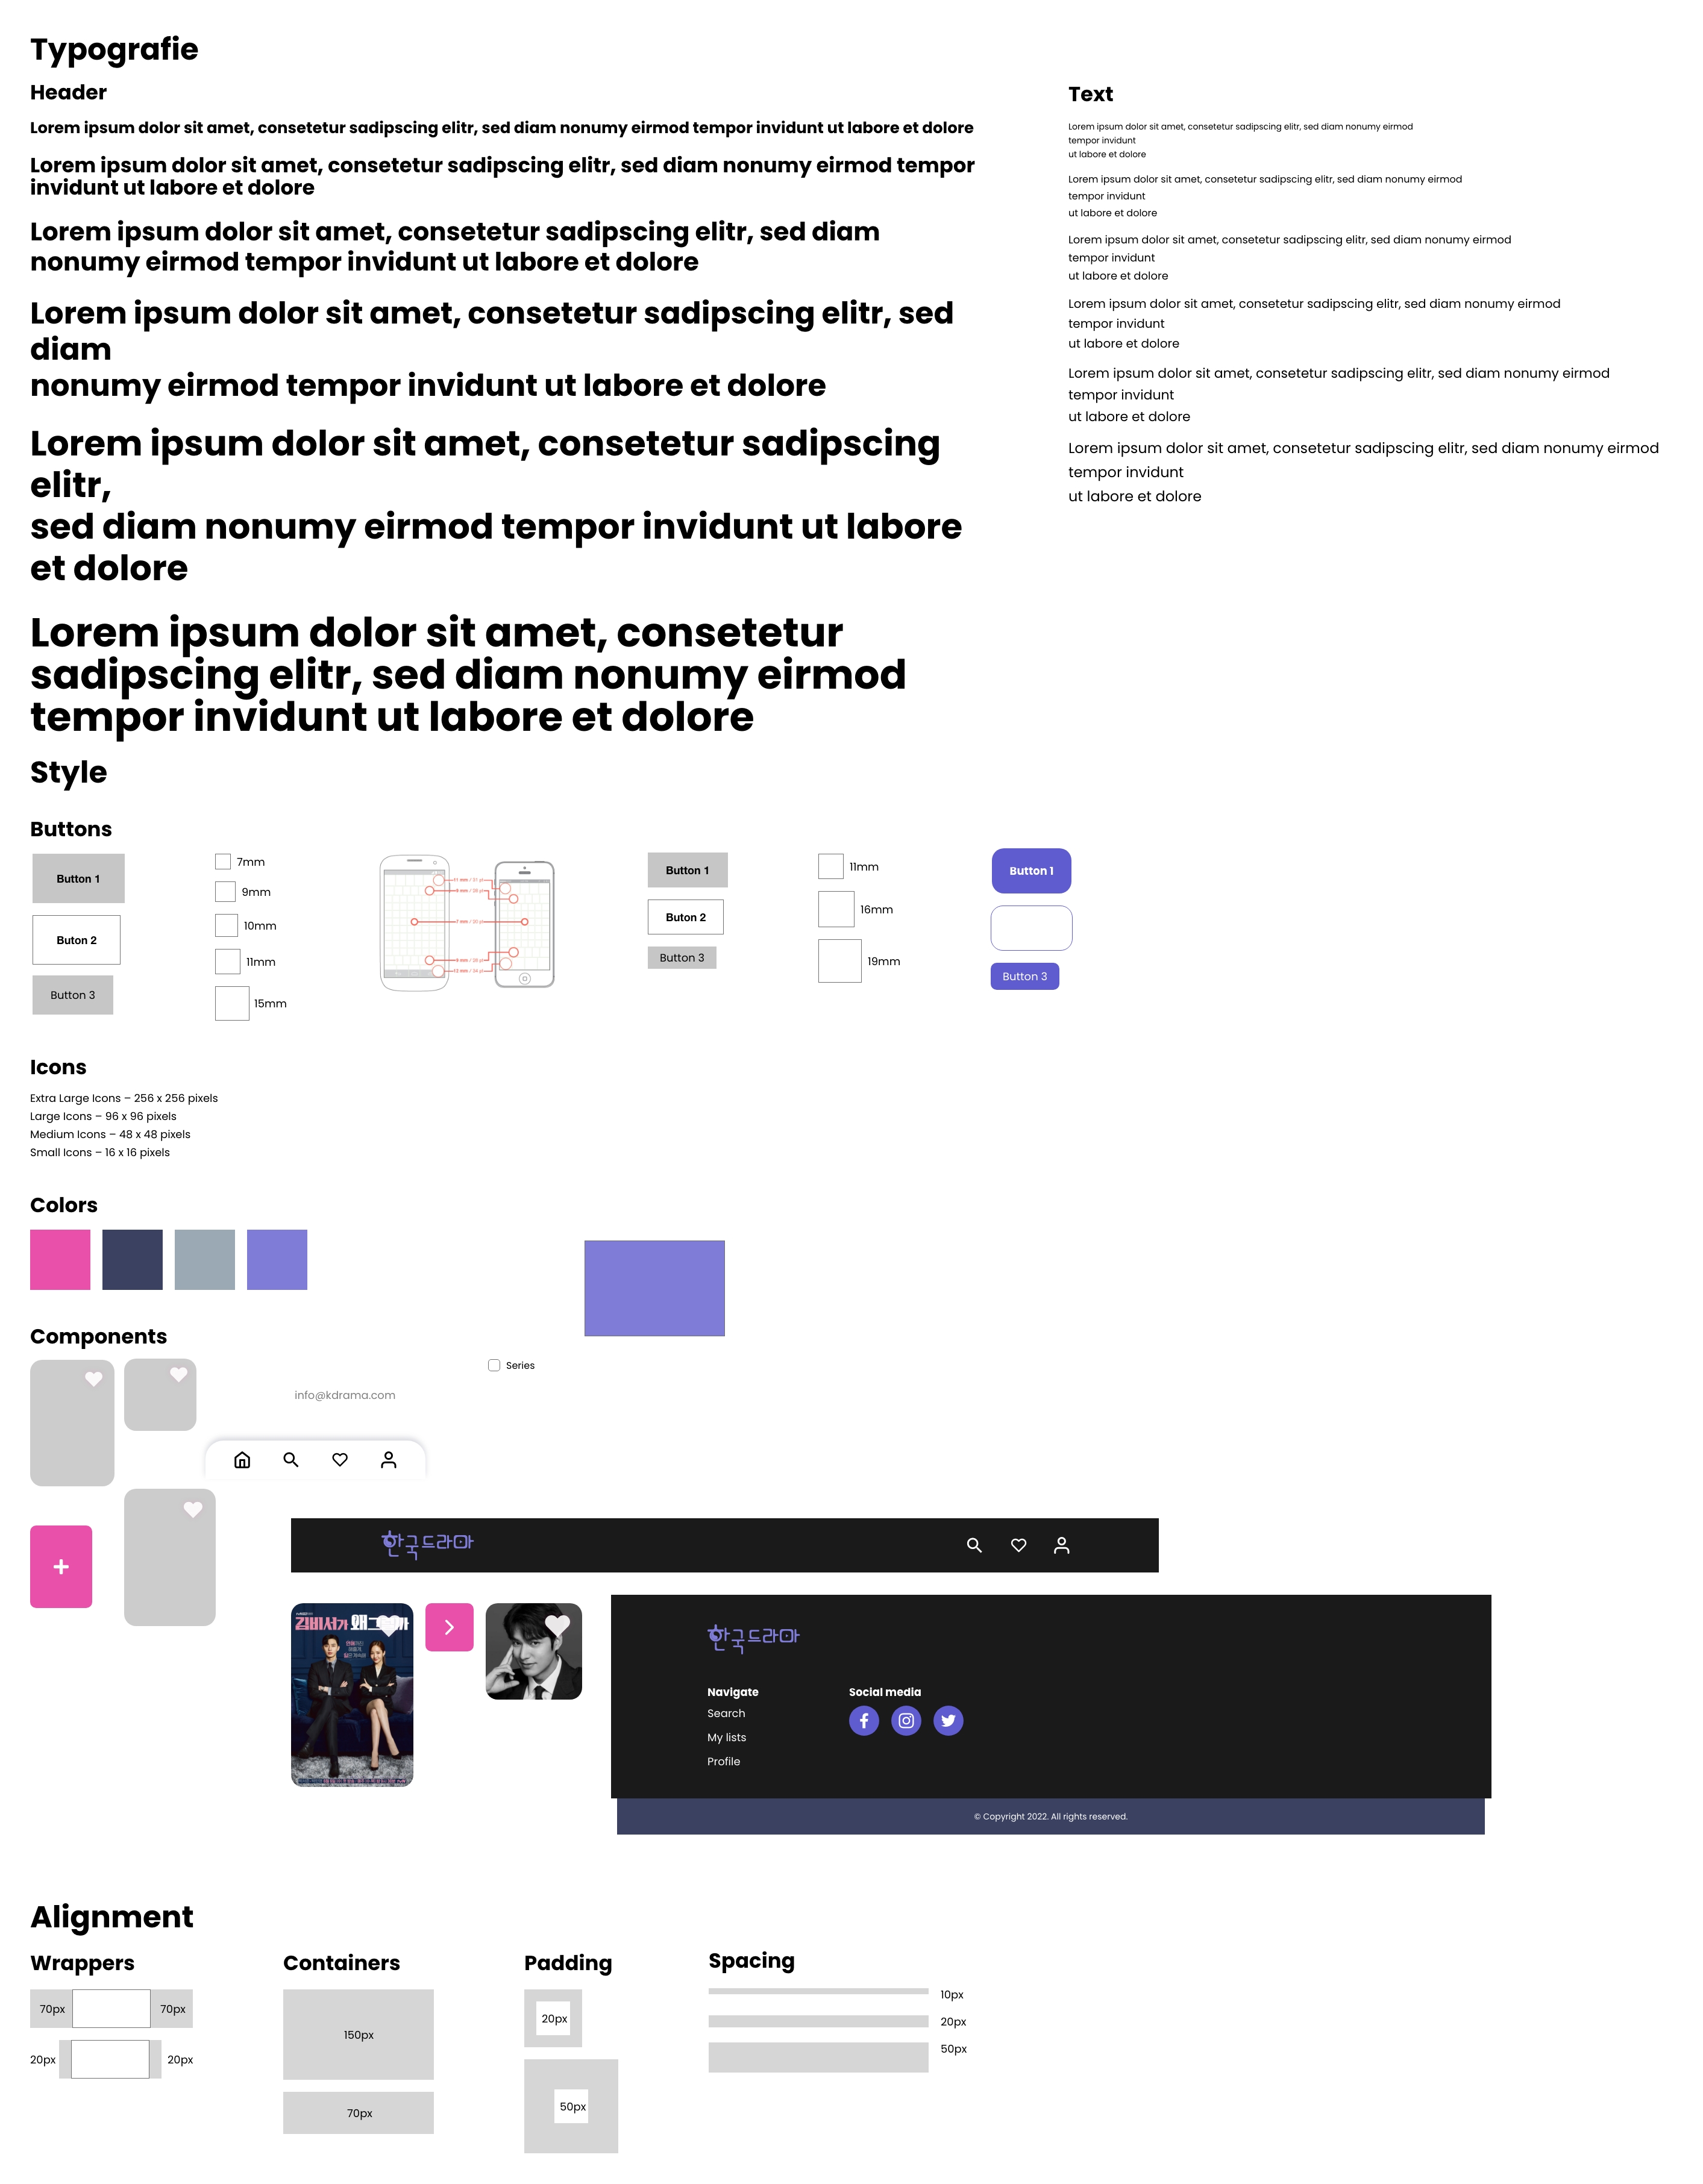 Typografie
Header
Lorem ipsum dolor sit amet, consetetur sadipscing elitr, sed diam nonumy eirmod tempor invidunt ut labore et dolore
Lorem ipsum dolor sit amet, consetetur sadipscing elitr, sed diam nonumy eirmod tempor
invidunt ut labore et dolore
Lorem ipsum dolor sit amet, consetetur sadipscing elitr, sed diam
nonumy eirmod tempor invidunt ut labore et dolore
Lorem ipsum dolor sit amet, consetetur sadipscing elitr, sed
diam
nonumy eirmod tempor invidunt ut labore et dolore
Lorem ipsum dolor sit amet, consetetur sadipscing
elitr,
sed diam nonumy eirmod tempor invidunt ut labore
et dolore
Lorem ipsum dolor sit amet, consetetur
sadipscing elitr, sed diam nonumy eirmod
tempor invidunt ut labore et dolore
Text
Lorem ipsum dolor sit amet, consetetur sadipscing elitr, sed diam nonumy eirmod
tempor invidunt
ut labore et dolore
Lorem ipsum dolor sit amet, consetetur sadipscing elitr, sed diam nonumy eirmod
tempor invidunt
ut labore et dolore
Lorem ipsum dolor sit amet, consetetur sadipscing elitr, sed diam nonumy eirmod
tempor invidunt
ut labore et dolore
Lorem ipsum dolor sit amet, consetetur sadipscing elitr, sed diam nonumy eirmod
tempor invidunt
ut labore et dolore
Lorem ipsum dolor sit amet, consetetur sadipscing elitr, sed diam nonumy eirmod
tempor invidunt
ut labore et dolore
Lorem ipsum dolor sit amet, consetetur sadipscing elitr, sed diam nonumy eirmod
tempor invidunt
ut labore et dolore
Style
Buttons
Button 1
Buton 2
Button 3
7mm
9mm
10mm
11mm
15mm
Button 1
Buton 2
Button 3
11mm
16mm
19mm
Button 1
Button 3
Icons
Extra Large Icons – 256 x 256 pixels
Large Icons – 96 x 96 pixels
Medium Icons – 48 x 48 pixels
Small Icons – 16 x 16 pixels
Colors
Components
Series
info@kdrama.com
한국드라마
김비서가 왜
한국드라마
Navigate
Search
My lists
Profile
Social media
© Copyright 2022. All rights reserved.
Alignment
Wrappers
70px
70px
20px
20px
Containers
150px
70px
Padding
20px
50px
Spacing
10px
20px
50px